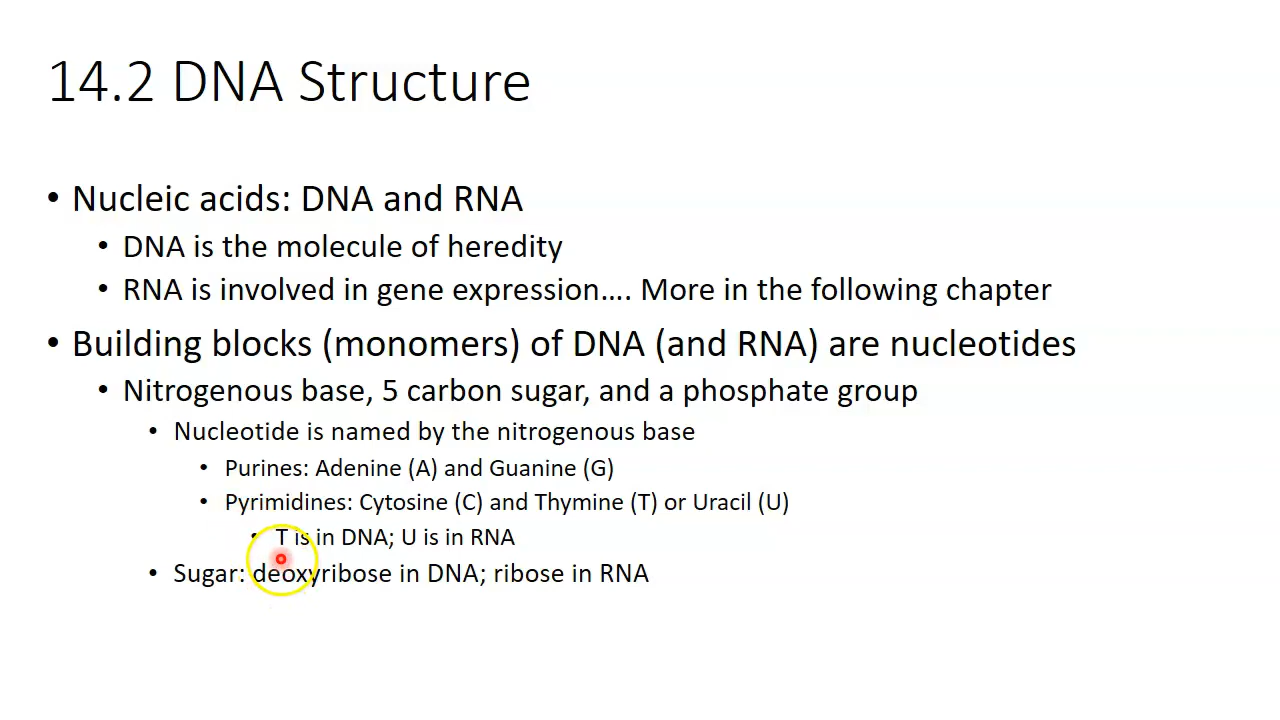 14.2 DNA Structure
• Nucleic acids: DNA and RNA
• DNA is the molecule of heredity
• RNA is involved in gene expression…. More in the following chapter
• Building blocks (monomers) of DNA (and RNA) are nucleotides
• Nitrogenous base, 5 carbon sugar, and a phosphate group
• Nucleotide is named by the nitrogenous base
• Purines: Adenine (A) and Guanine (G)
• Pyrimidines: Cytosine (C) and Thymine (T) or Uracil (U)
• T is in DNA; U is in RNA
• Sugar: deoxyribose in DNA; ribose in RNA